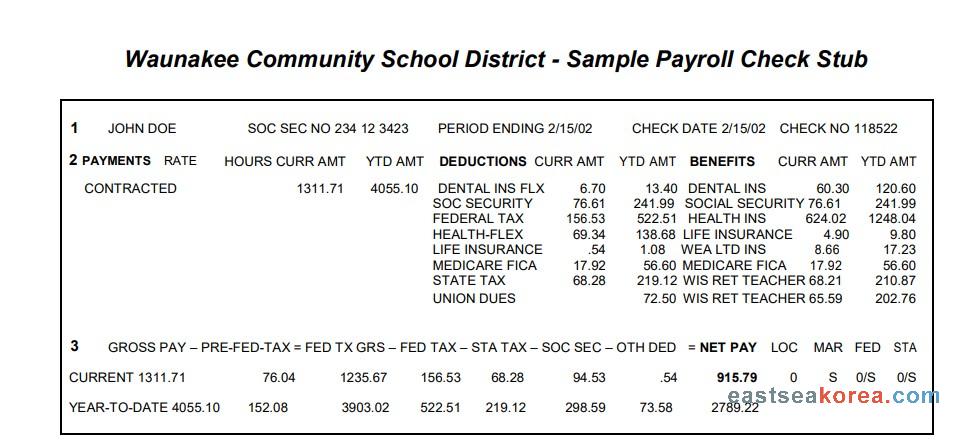 Waunakee Community School District - Sample Payroll Check Stub
1 JOHN DOE SOC SEC NO 234 12 3423 PERIOD ENDING 2/15/02 CHECK DATE 2/15/02 CHECK NO 118522
2 PAYMENTS RATE HOURS CURR AMT YTD AMT DEDUCTIONS CURR AMT YTD AMT BENEFITS CURR AMT YTD AMT
CONTRACTED 1311.71 4055.10 DENTAL INS FLX 6.70 13.40 DENTAL INS 60.30 120.60
SOC SECURITY 76.61 241.99 SOCIAL SECURITY 76.61 241.99
FEDERAL TAX 156.53 522.51 HEALTH INS 624.02 1248.04
HEALTH-FLEX 69.34 138.68 LIFE INSURANCE 4.90 9.80
LIFE INSURANCE .54 1.08 WEA LTD INS 8.66 17.23
MEDICARE FICA 17.92 56.60 MEDICARE FICA 17.92 56.60
STATE TAX 68.28 219.12 WIS RET TEACHER 68.21 210.87
UNION DUES 72.50 WIS RET TEACHER 65.59 202.76
3 GROSS PAY – PRE-FED-TAX = FED TX GRS – FED TAX – STA TAX – SOC SEC – OTH DED = NET PAY LOC MAR FED STA
CURRENT 1311.71 76.04 1235.67 156.53 68.28 94.53 .54 915.79 0 S 0/S 0/S
YEAR-TO-DATE 4055.10 152.08 3903.02 522.51 219.12 298.59 73.58 2789.22
eastseakorea.com